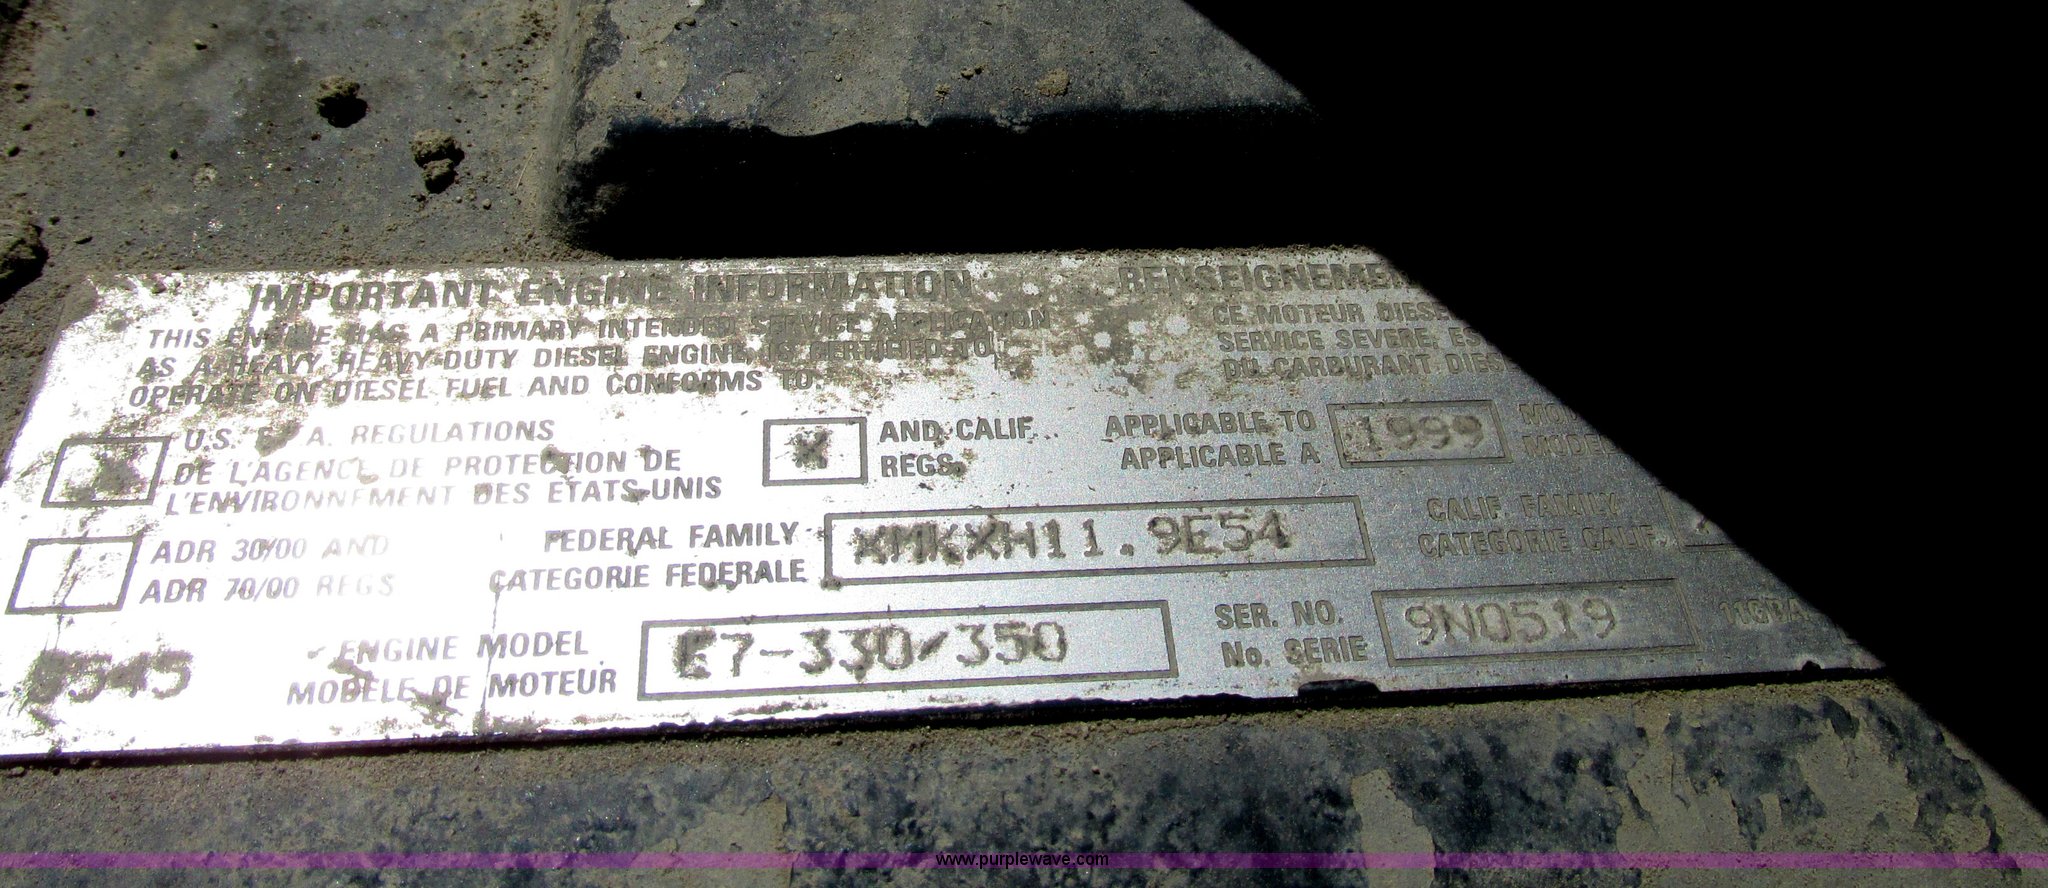 IMPORTANT ENGINE INFORMATION
THIS ENGINE HAS A PRIMARY INTENDED SERVICE APPLICATION
AS A HEAVY HEAVY-DUTY DIESEL ENGINE, IS CERTIFIED TO
OPERATE ON DIESEL FUEL AND CONFORMS TO:
RENSEIGNEME
CE MOTEUR DIESE
SERVICE SEVERE, ES
DU CARBURANT DIESE
X U.S. E.P.A. REGULATIONS
DE L'AGENCE DE PROTECTION DE
L'ENVIRONNEMENT DES ETATS-UNIS
X AND CALIF.
REGS.
APPLICABLE TO
APPLICABLE A
1999
MO
MODE
ADR 30/00 AND
ADR 70/00 REGS
FEDERAL FAMILY
CATEGORIE FEDERALE
XMKXH11.9E54
CALIF. FAMILY
CATEGORIE CALIF.
ENGINE MODEL
MODELE DE MOTEUR
E7-330/350
SER. NO.
No. SERIE
9N0519
www.purplewave.com